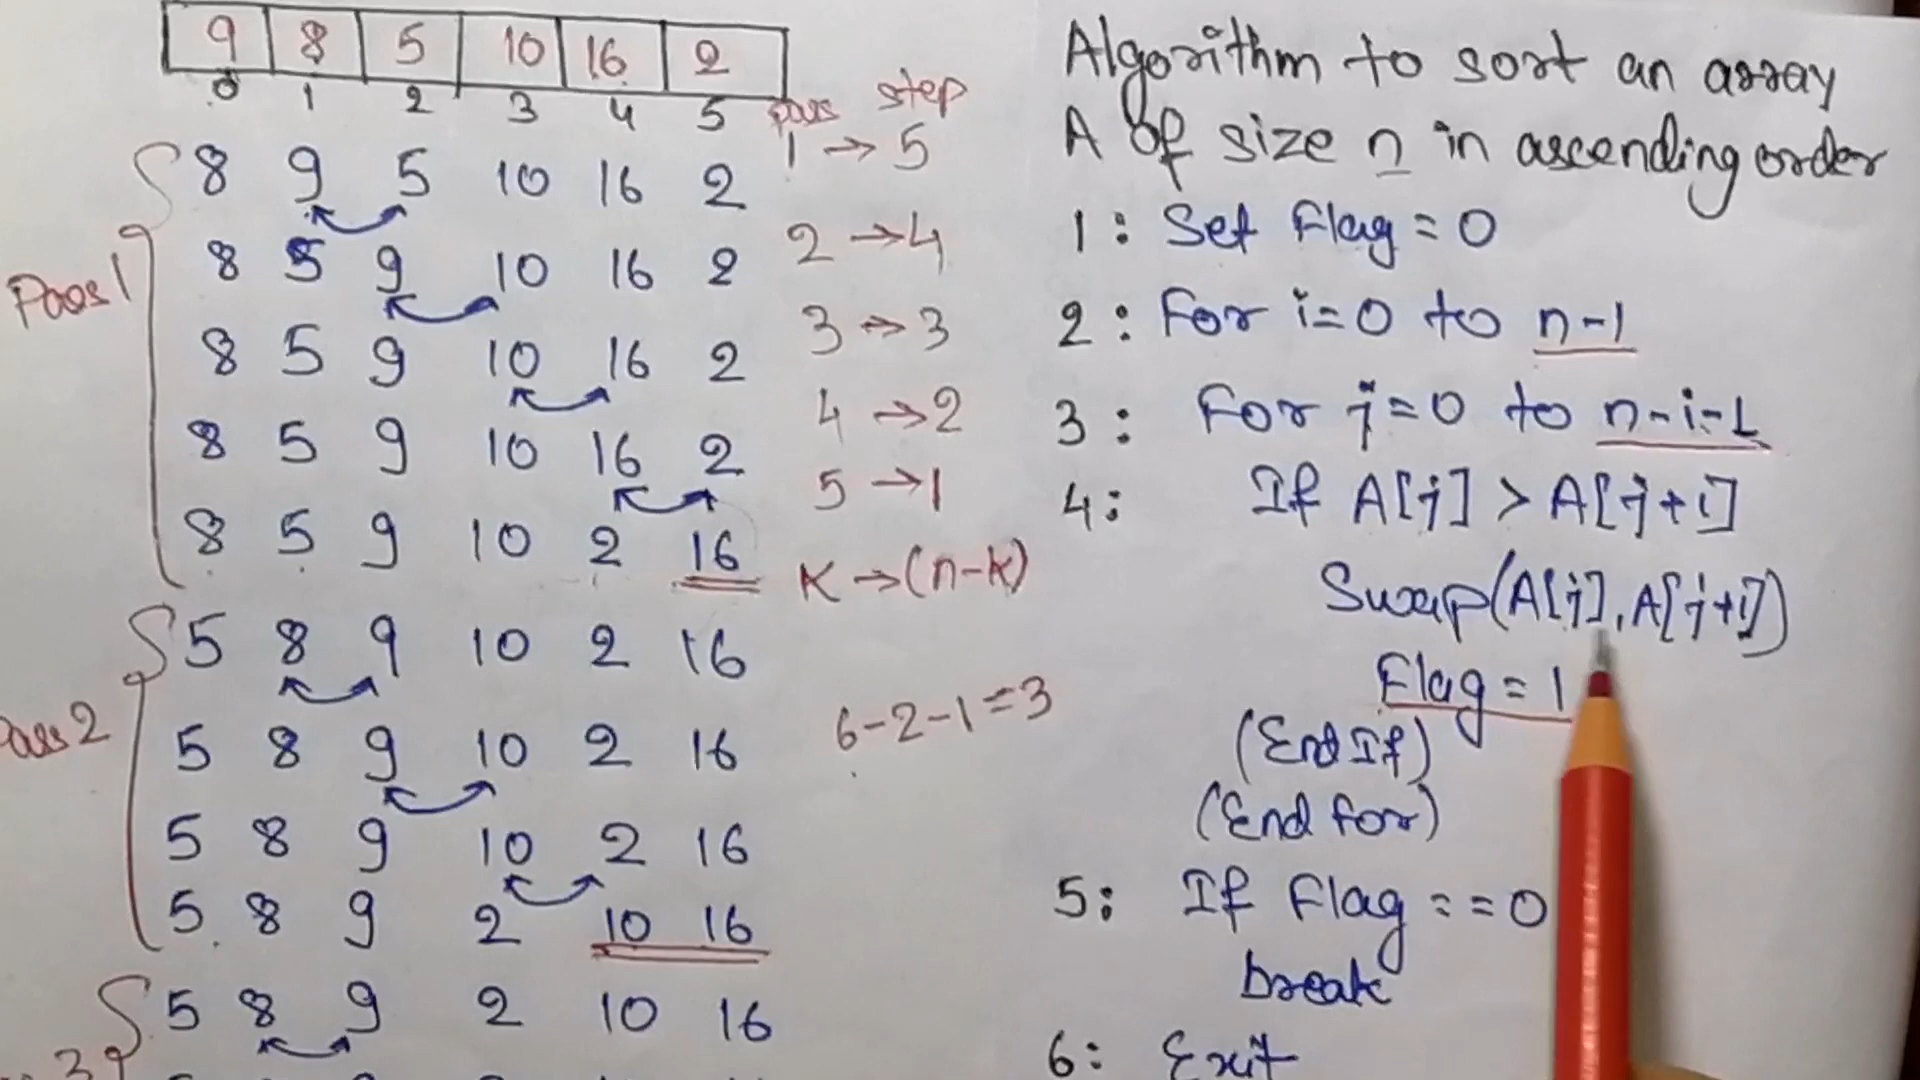 9 8 5 10 16 2
0 1 2 3 4 5
8 9 5 10 16 2
8 5 9 10 16 2
8 5 9 10 16 2
8 5 9 10 16 2
8 5 9 10 2 16
Pass 1
5 8 9 10 2 16
5 8 9 10 2 16
5 8 9 10 2 16
5 8 9 2 10 16
Pass 2
5 8 9 2 10 16
3
pass step
1 → 5
2 → 4
3 → 3
4 → 2
5 → 1
K → (n-k)
6-2-1=3
Algorithm to sort an array
A of size n in ascending order
1: Set Flag = 0
2: For i=0 to n-1
3: For j=0 to n-i-1
4: If A[j] > A[j+1]
Swap(A[j], A[j+1])
Flag = 1
(End If)
(End for)
5: If Flag == 0
break
6: Exit